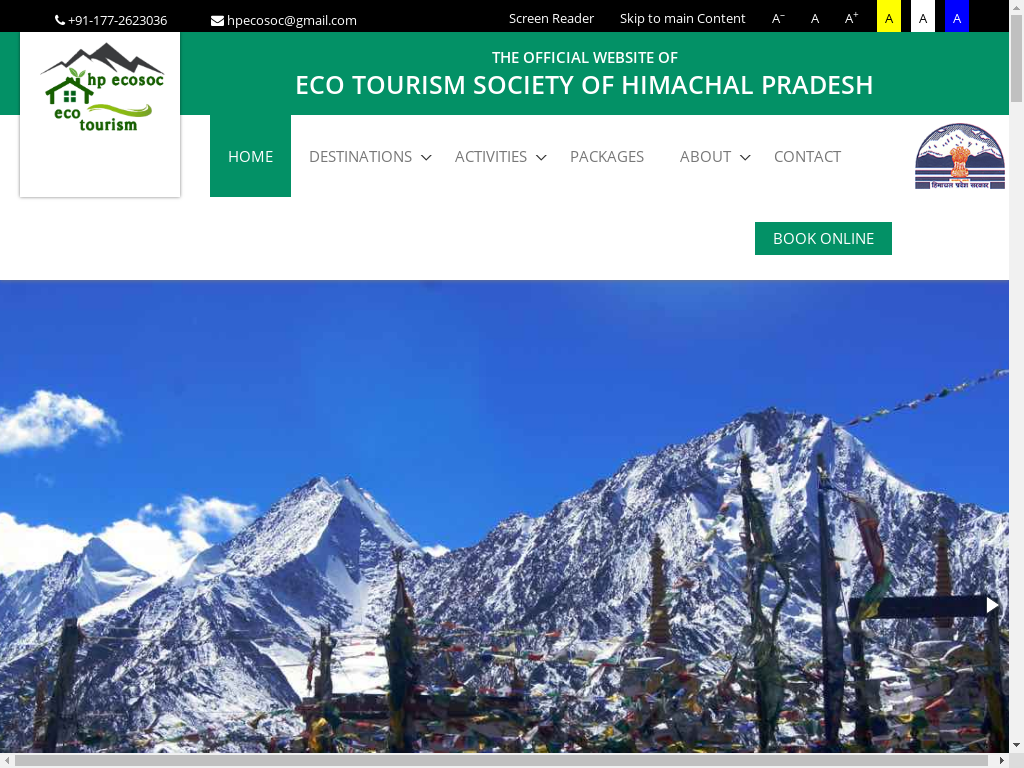 +91-177-2623036
hpecosoc@gmail.com
Screen Reader
Skip to main Content
A-
A
A+
A
A
A
hp ecosoc
eco
tourism
THE OFFICIAL WEBSITE OF
ECO TOURISM SOCIETY OF HIMACHAL PRADESH
HOME
DESTINATIONS
ACTIVITIES
PACKAGES
ABOUT
CONTACT
हिमाचल प्रदेश सरकार
BOOK ONLINE